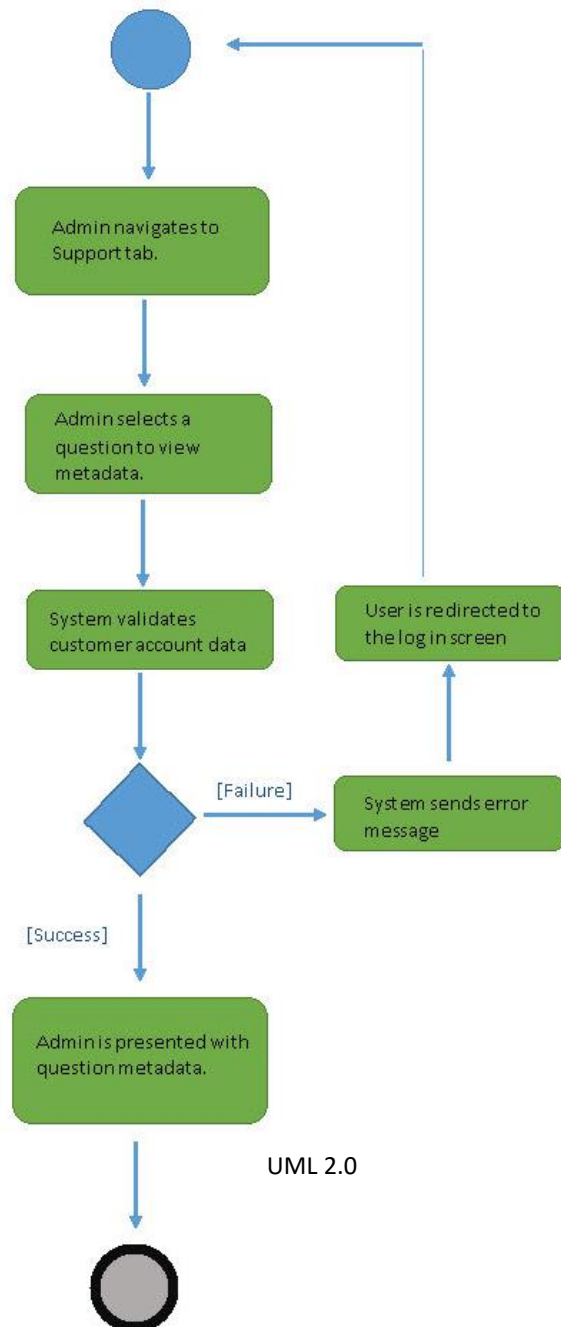 Admin navigates to
Support tab.
Admin selects a
question to view
metadata.
System validates
customer account data
User is redirected to
the log in screen
[Failure]
System sends error
message
[Success]
Admin is presented with
question metadata.
UML 2.0